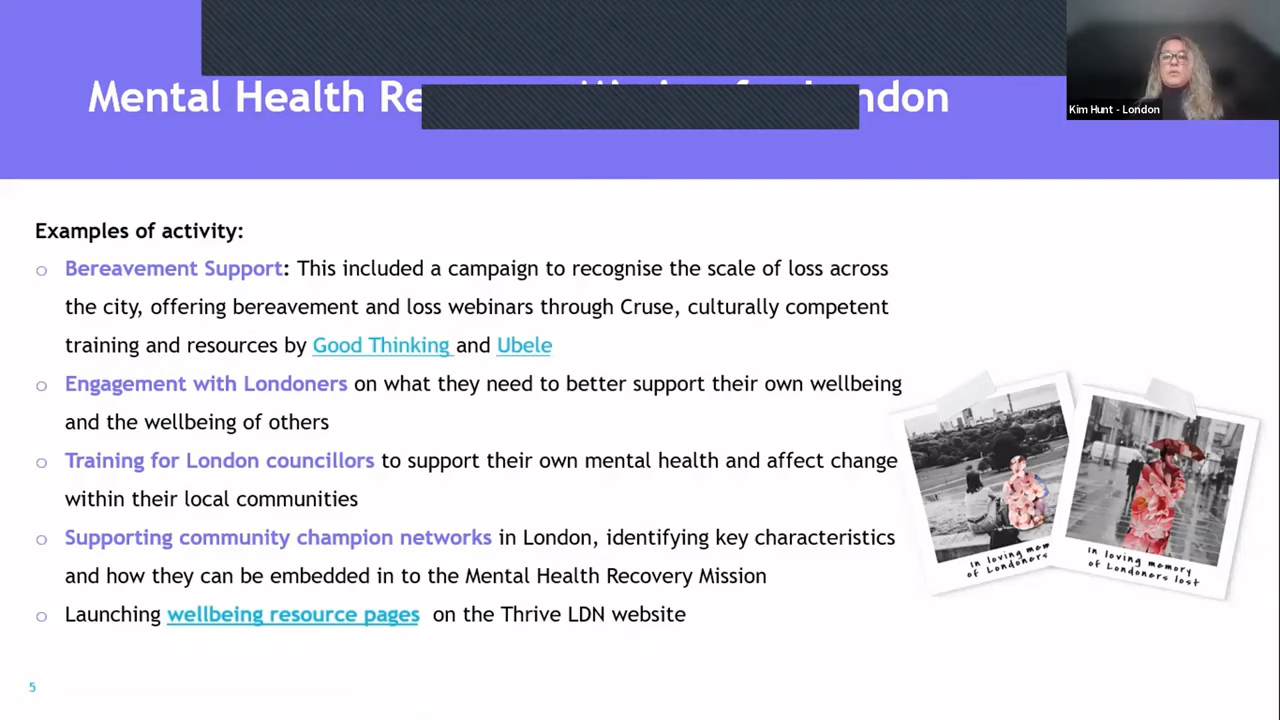 Mental Health Re ndon
Kim Hunt - London
Examples of activity:
o Bereavement Support: This included a campaign to recognise the scale of loss across
the city, offering bereavement and loss webinars through Cruse, culturally competent
training and resources by Good Thinking and Ubele
o Engagement with Londoners on what they need to better support their own wellbeing
and the wellbeing of others
o Training for London councillors to support their own mental health and affect change
within their local communities
o Supporting community champion networks in London, identifying key characteristics
and how they can be embedded in to the Mental Health Recovery Mission
o Launching wellbeing resource pages on the Thrive LDN website
In loving mem
of Londoners
In loving memory
of Londoners lost
5